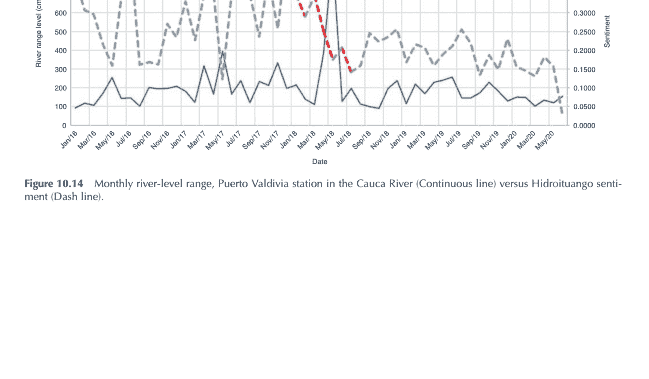 600
500
400
300
200
100
0
River range level (cm
0.3000
0.2500
0.2000
0.1500
0.1000
0.0500
0.0000
Sentiment
Jan/16 Mar/16 May/16 Jul/16 Sep/16 Nov/16 Jan/17 Mar/17 May/17 Jul/17 Sep/17 Nov/17 Jan/18 Mar/18 May/18 Jul/18 Sep/18 Nov/18 Jan/19 Mar/19 May/19 Jul/19 Sep/19 Nov/19 Jan/20 Mar/20 May/20
Date
Figure 10.14 Monthly river-level range, Puerto Valdivia station in the Cauca River (Continuous line) versus Hidroituango senti-
ment (Dash line).